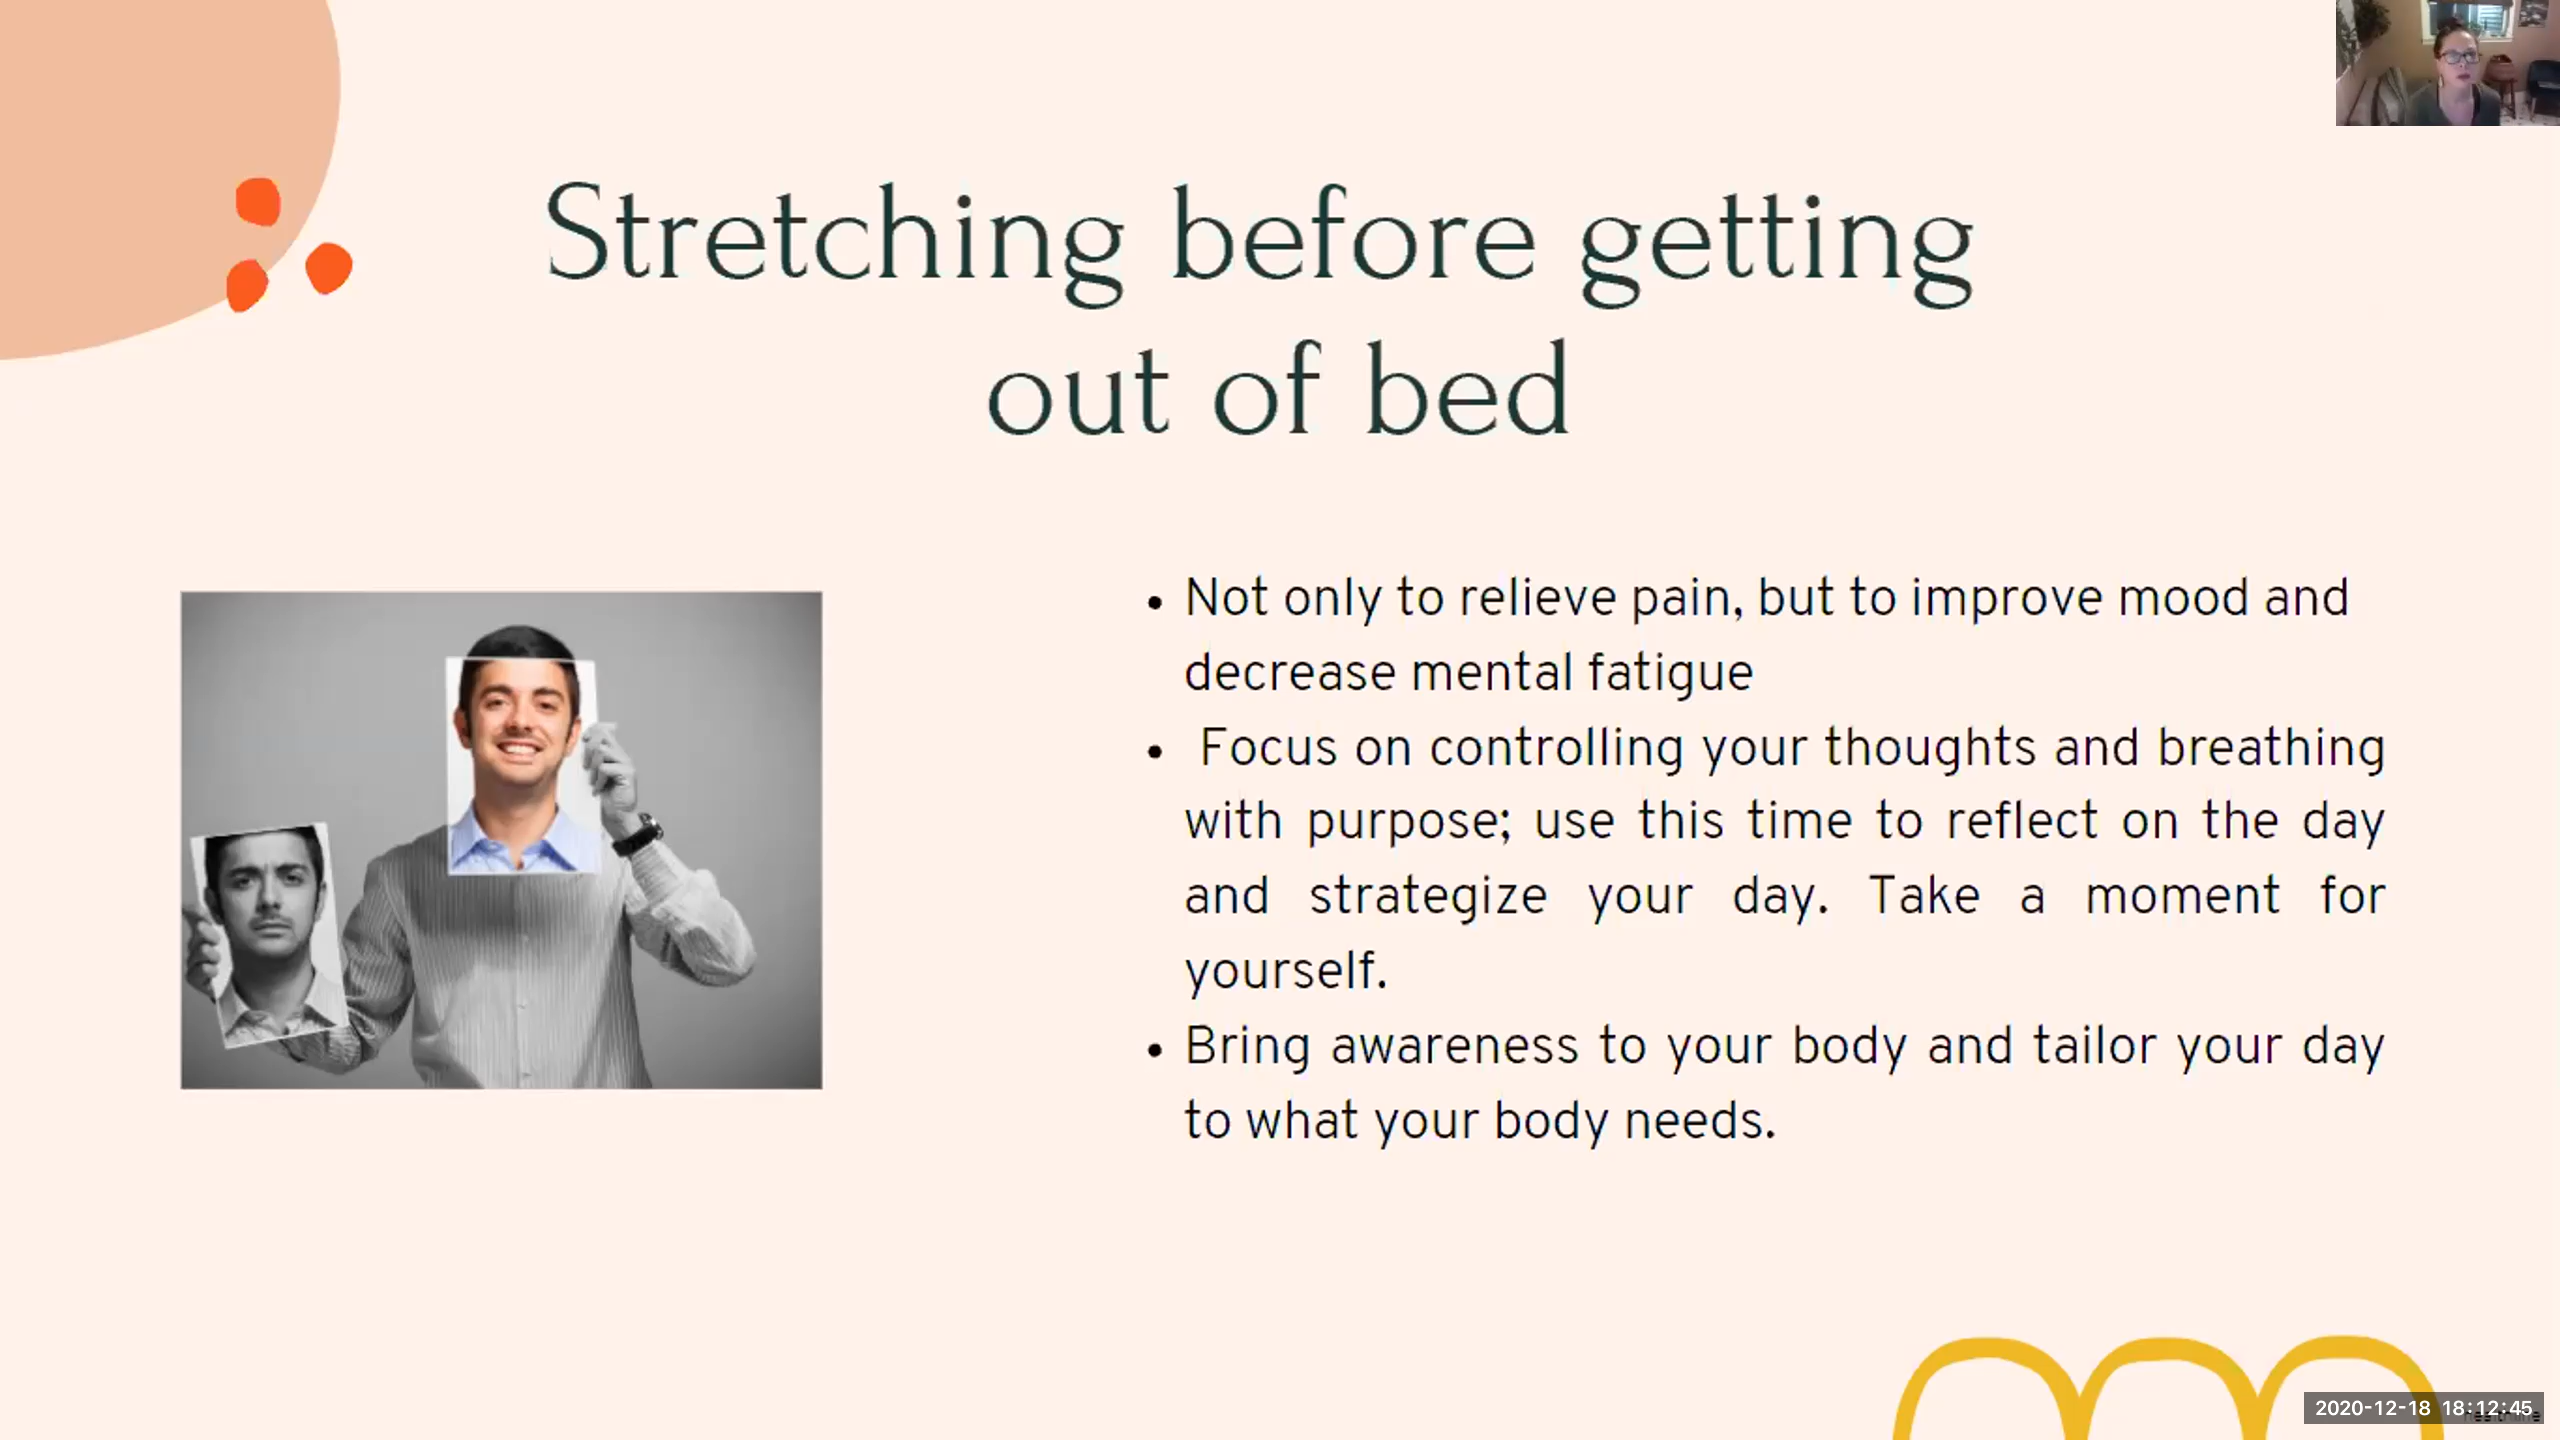 Stretching before getting
out of bed
• Not only to relieve pain, but to improve mood and
decrease mental fatigue
• Focus on controlling your thoughts and breathing
with purpose; use this time to reflect on the day
and strategize your day. Take a moment for
yourself.
• Bring awareness to your body and tailor your day
to what your body needs.
2020-12-18 18:12:45